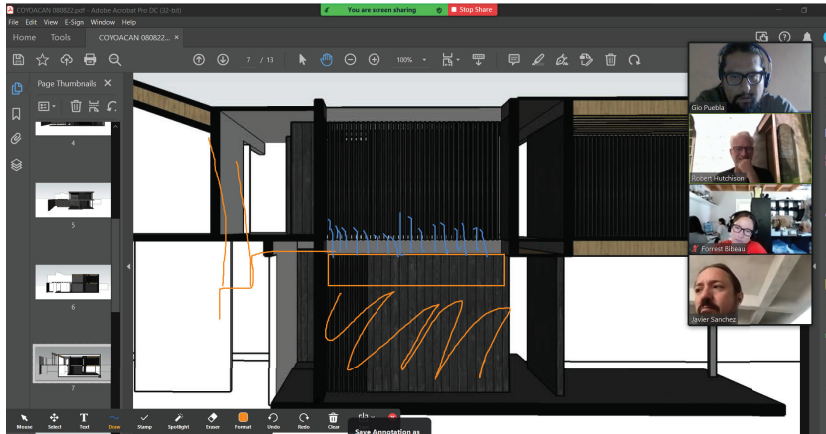 COYOACAN 080822.pdf - Adobe Acrobat Pro DC (32-bit)
You are screen sharing
Stop Share
File Edit View E-Sign Window Help
Home Tools COYOACAN 080822... ×
7 / 13 100%
Page Thumbnails
4
5
6
7
Gio Puebla
Robert Hutchison
Forrest Bibeau
Javier Sanchez
Mouse Select Text Draw Stamp Spotlight Eraser Format Undo Redo Clear
Save Annotation as